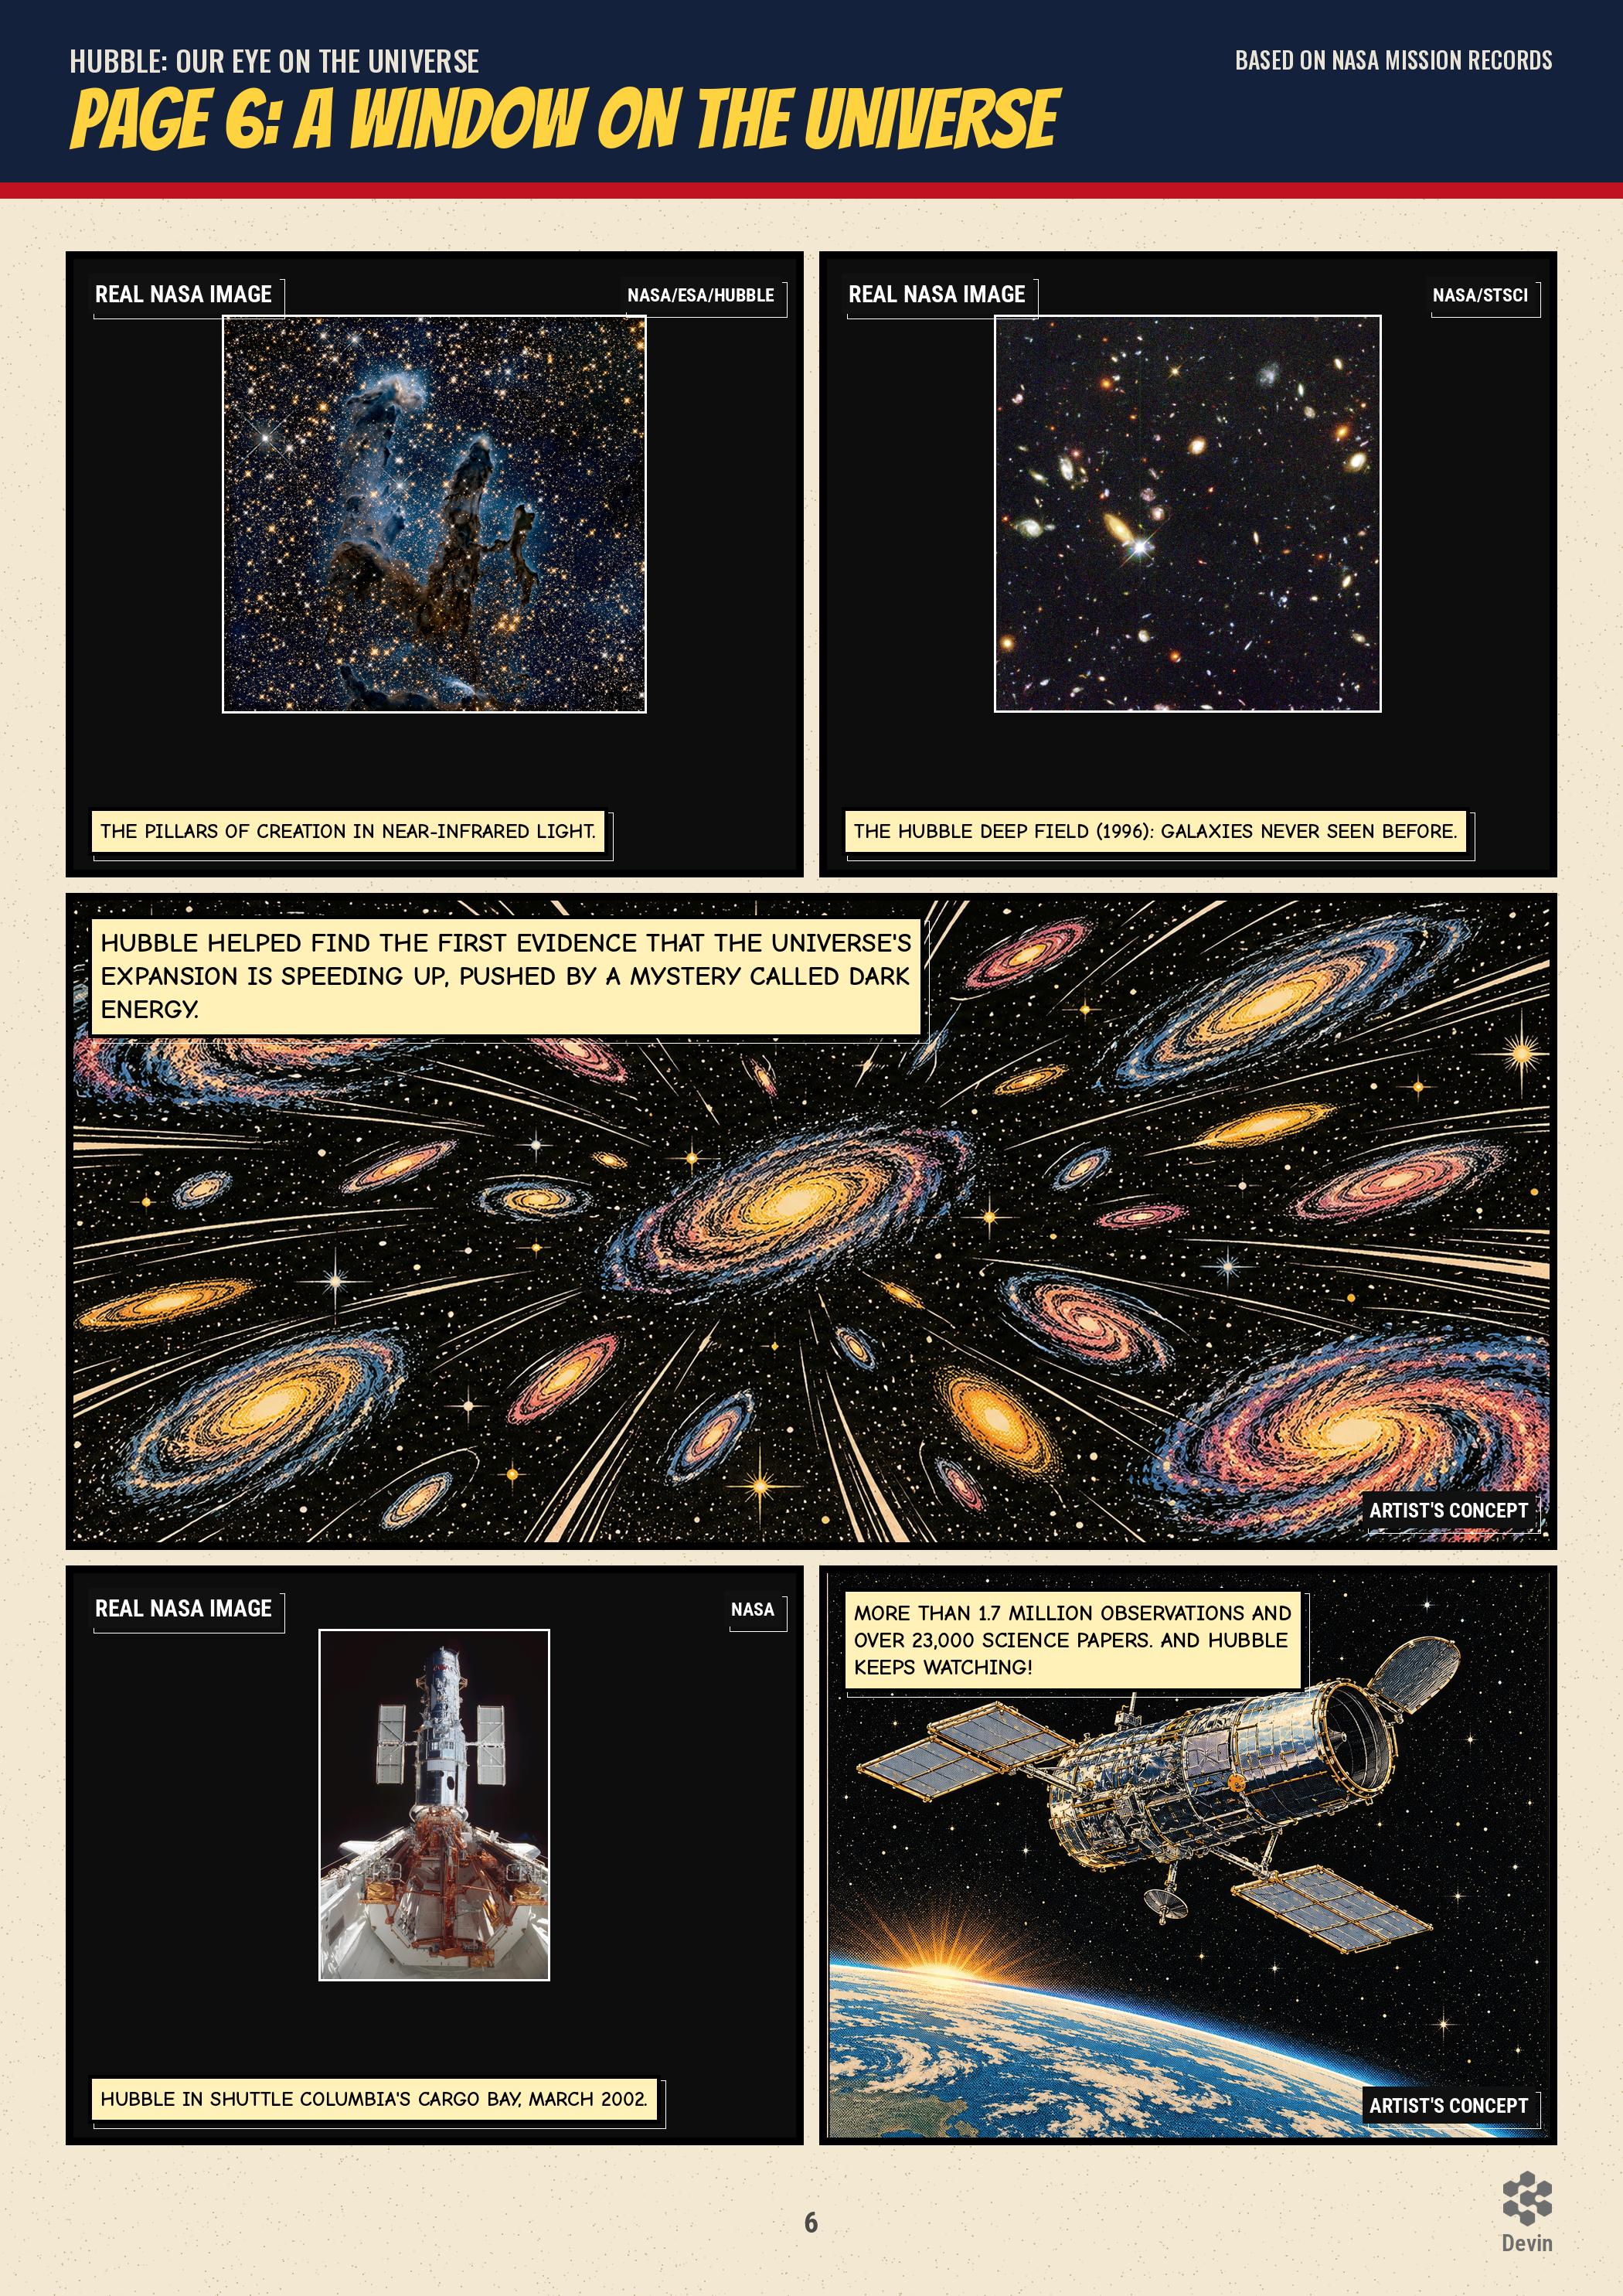 HUBBLE: OUR EYE ON THE UNIVERSE
BASED ON NASA MISSION RECORDS
PAGE 6: A WINDOW ON THE UNIVERSE
REAL NASA IMAGE
NASA/ESA/HUBBLE
THE PILLARS OF CREATION IN NEAR-INFRARED LIGHT.
REAL NASA IMAGE
NASA/STSCI
THE HUBBLE DEEP FIELD (1996): GALAXIES NEVER SEEN BEFORE.
HUBBLE HELPED FIND THE FIRST EVIDENCE THAT THE UNIVERSE'S
EXPANSION IS SPEEDING UP, PUSHED BY A MYSTERY CALLED DARK
ENERGY.
ARTIST'S CONCEPT
REAL NASA IMAGE
NASA
HUBBLE IN SHUTTLE COLUMBIA'S CARGO BAY, MARCH 2002.
MORE THAN 1.7 MILLION OBSERVATIONS AND
OVER 23,000 SCIENCE PAPERS. AND HUBBLE
KEEPS WATCHING!
ARTIST'S CONCEPT
6
Devin